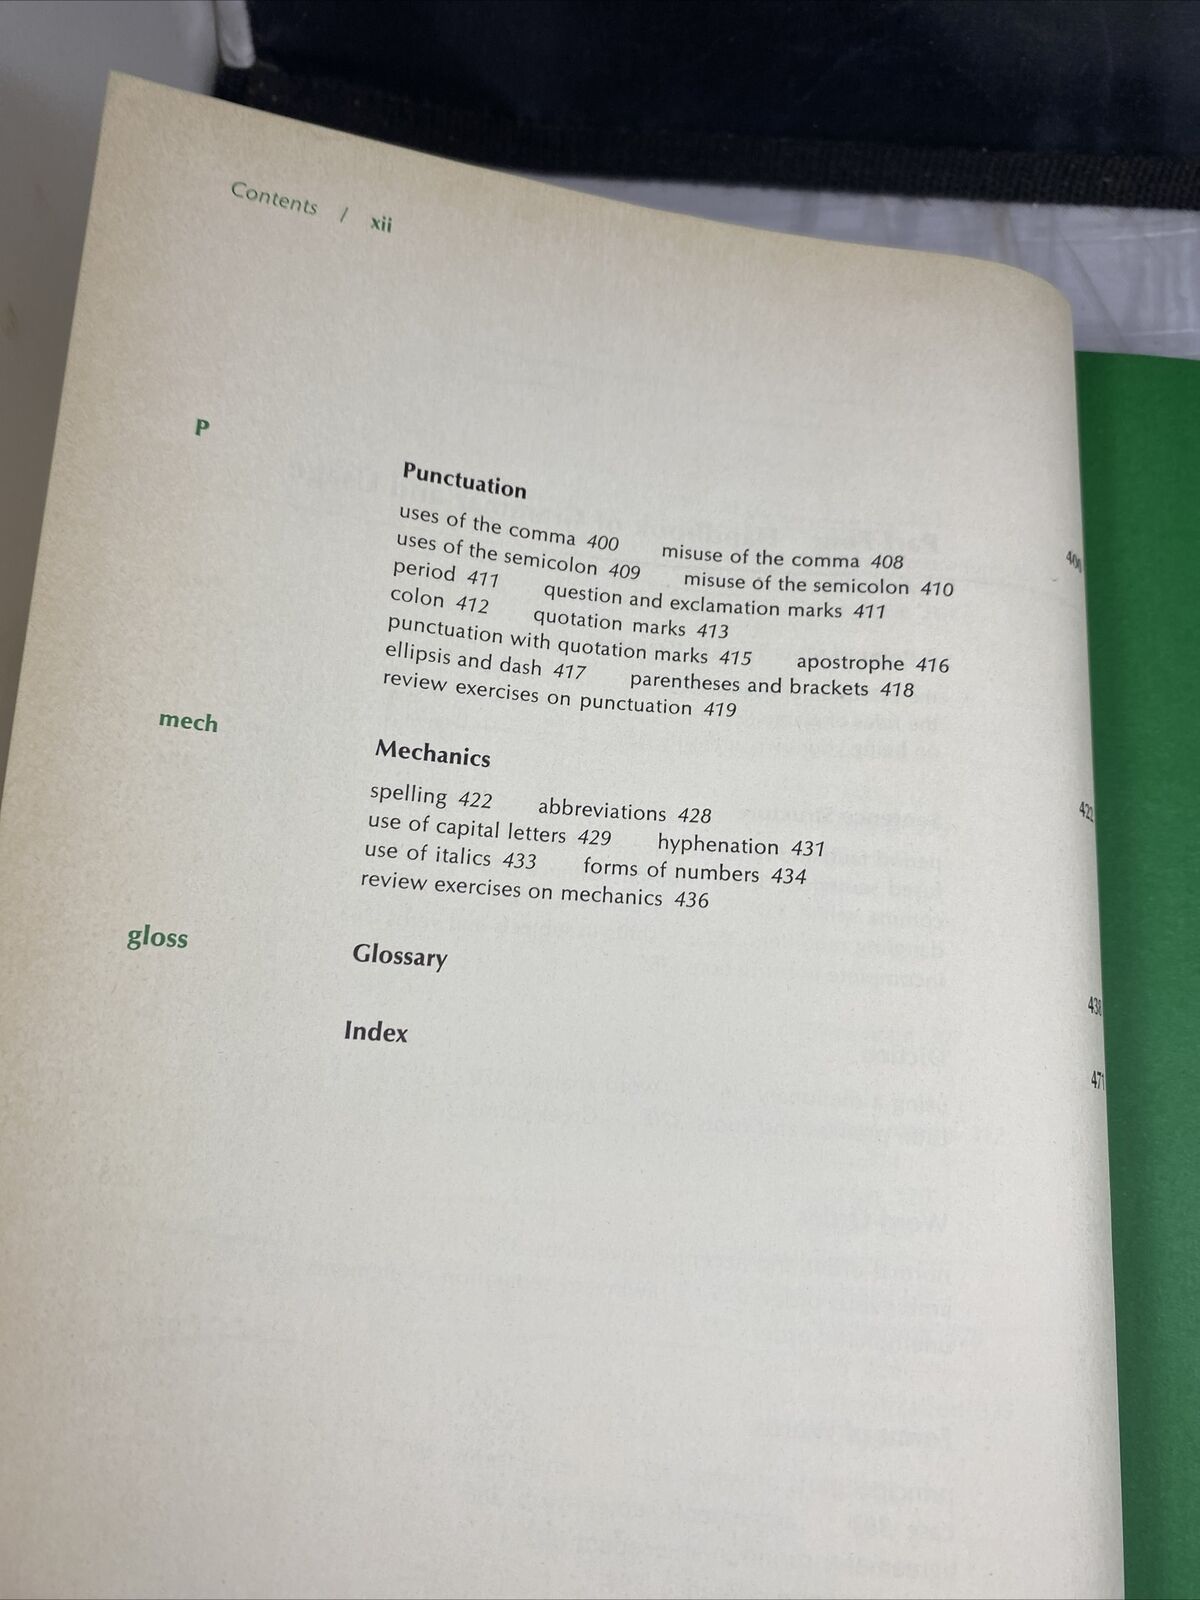 Contents / xii
P
Punctuation 400
uses of the comma 400 misuse of the comma 408
uses of the semicolon 409 misuse of the semicolon 410
period 411 question and exclamation marks 411
colon 412 quotation marks 413
punctuation with quotation marks 415 apostrophe 416
ellipsis and dash 417 parentheses and brackets 418
review exercises on punctuation 419
mech
Mechanics 422
spelling 422 abbreviations 428
use of capital letters 429 hyphenation 431
use of italics 433 forms of numbers 434
review exercises on mechanics 436
gloss Glossary 438
Index 471